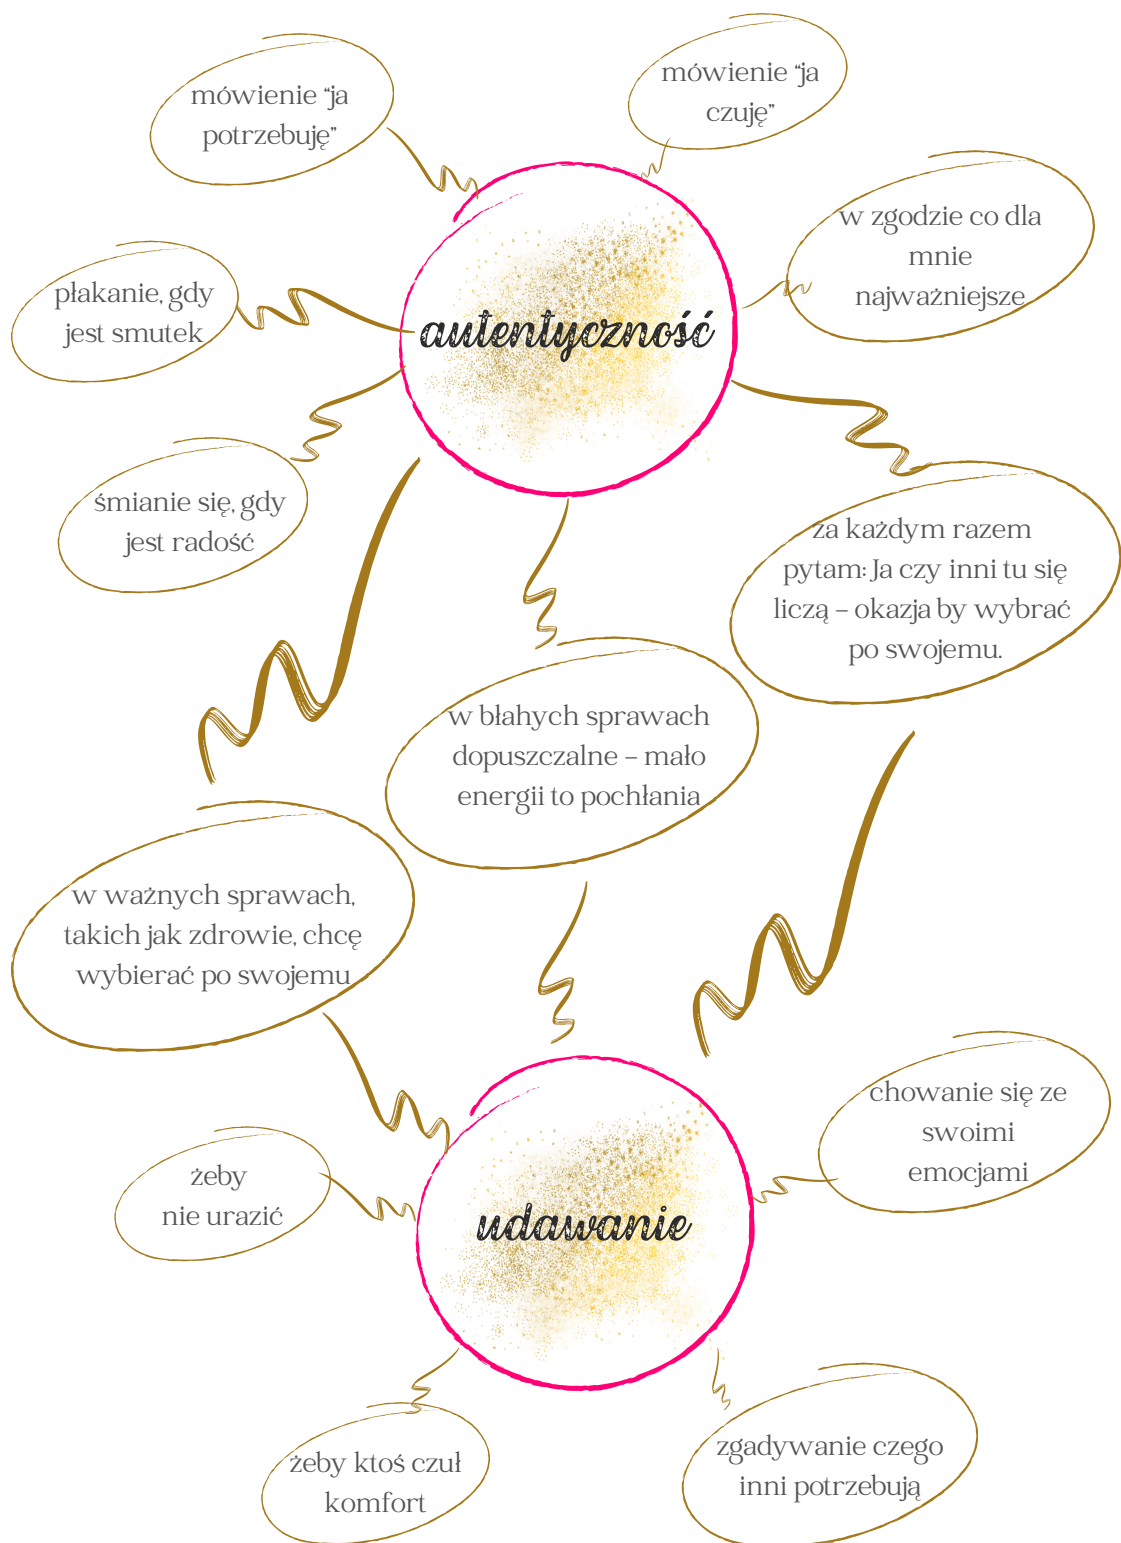 mówienie “ja
potrzebuję”
mówienie “ja
czuję”
w zgodzie co dla
mnie
najważniejsze
płakanie, gdy
jest smutek
autentyczność
śmianie się, gdy
jest radość
za każdym razem
pytam: Ja czy inni tu się
liczą – okazja by wybrać
po swojemu.
w błahych sprawach
dopuszczalne – mało
energii to pochłania
w ważnych sprawach,
takich jak zdrowie, chcę
wybierać po swojemu
chowanie się ze
swoimi
emocjami
żeby
nie urazić
udawanie
żeby ktoś czuł
komfort
zgadywanie czego
inni potrzebują